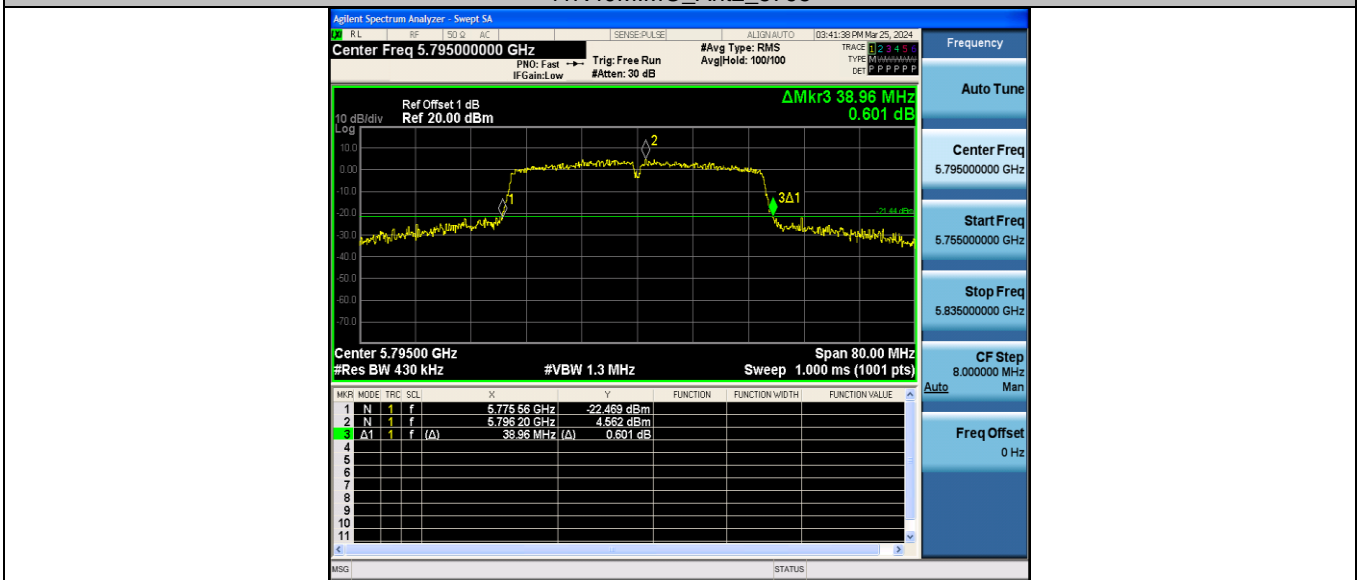 Agilent Spectrum Analyzer - Swept SA
RL RF 50 Ω AC SENSE:PULSE ALIGNAUTO 03:41:38 PM Mar 25, 2024
Center Freq 5.795000000 GHz
PNO: Fast
IFGain:Low
Trig: Free Run
#Atten: 30 dB
#Avg Type: RMS
Avg|Hold: 100/100
TRACE 1 2 3 4 5 6
TYPE M
DET P P P P P P
ΔMkr3 38.96 MHz
0.601 dB
Ref Offset 1 dB
10 dB/div Ref 20.00 dBm
Log
10.0
0.00
-10.0
-20.0
-30.0
-40.0
-50.0
-60.0
-70.0
1
2
3Δ1
-21.44 dBm
Center 5.79500 GHz Span 80.00 MHz
#Res BW 430 kHz #VBW 1.3 MHz Sweep 1.000 ms (1001 pts)
MKR MODE TRC SCL X Y FUNCTION FUNCTION WIDTH FUNCTION VALUE
1 N 1 f 5.775 56 GHz -22.469 dBm
2 N 1 f 5.796 20 GHz 4.562 dBm
3 Δ1 1 f (Δ) 38.96 MHz (Δ) 0.601 dB
4
5
6
7
8
9
10
11
MSG STATUS
Frequency
Auto Tune
Center Freq
5.795000000 GHz
Start Freq
5.755000000 GHz
Stop Freq
5.835000000 GHz
CF Step
8.000000 MHz
Auto Man
Freq Offset
0 Hz